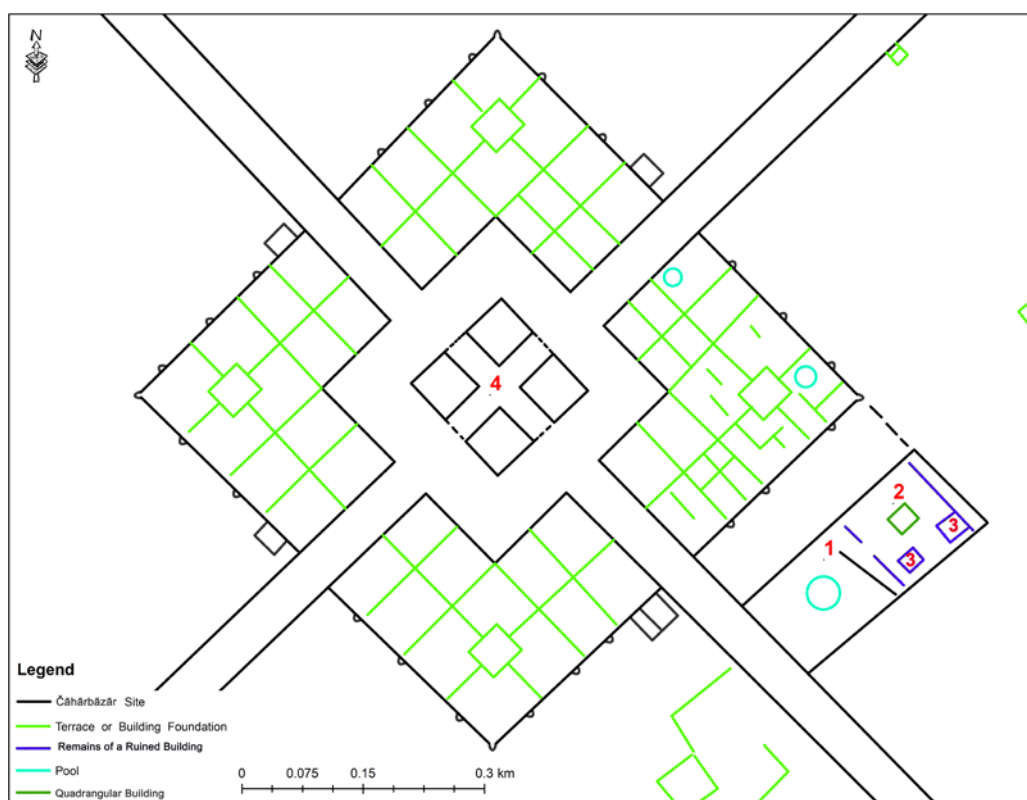 N
4
2
3
1
3
Legend
Čāhārbāzār Site
Terrace or Building Foundation
Remains of a Ruined Building
Pool
Quadrangular Building
0 0.075 0.15 0.3 km